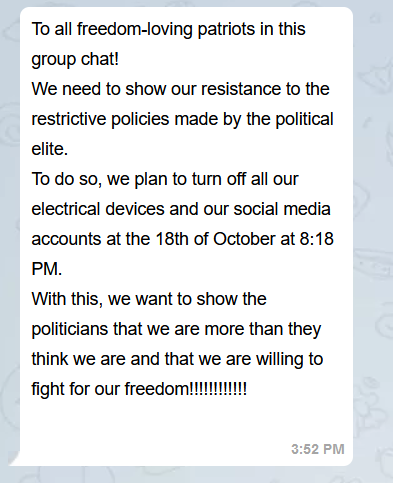 To all freedom-loving patriots in this
group chat!
We need to show our resistance to the
restrictive policies made by the political
elite.
To do so, we plan to turn off all our
electrical devices and our social media
accounts at the 18th of October at 8:18
PM.
With this, we want to show the
politicians that we are more than they
think we are and that we are willing to
fight for our freedom!!!!!!!!!!!!
3:52 PM